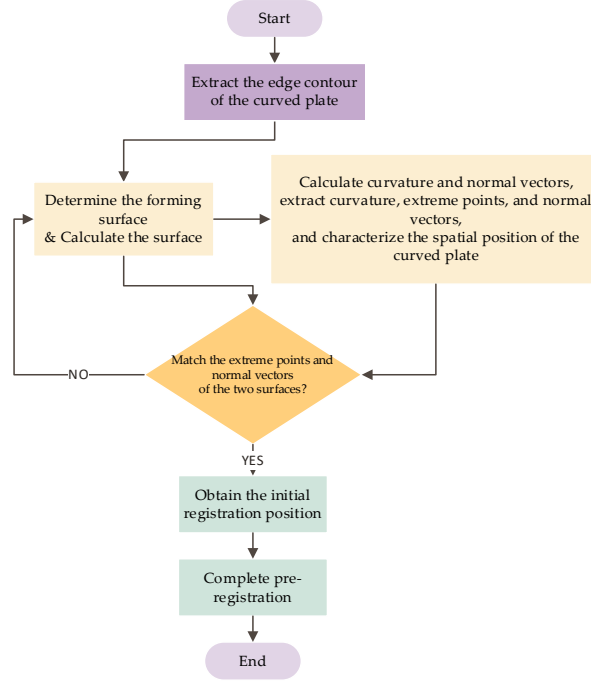 Start
Extract the edge contour
of the curved plate
Determine the forming
surface
& Calculate the surface
Calculate curvature and normal vectors,
extract curvature, extreme points, and normal
vectors,
and characterize the spatial position of the
curved plate
Match the extreme points and
normal vectors
of the two surfaces?
NO
YES
Obtain the initial
registration position
Complete pre-
registration
End